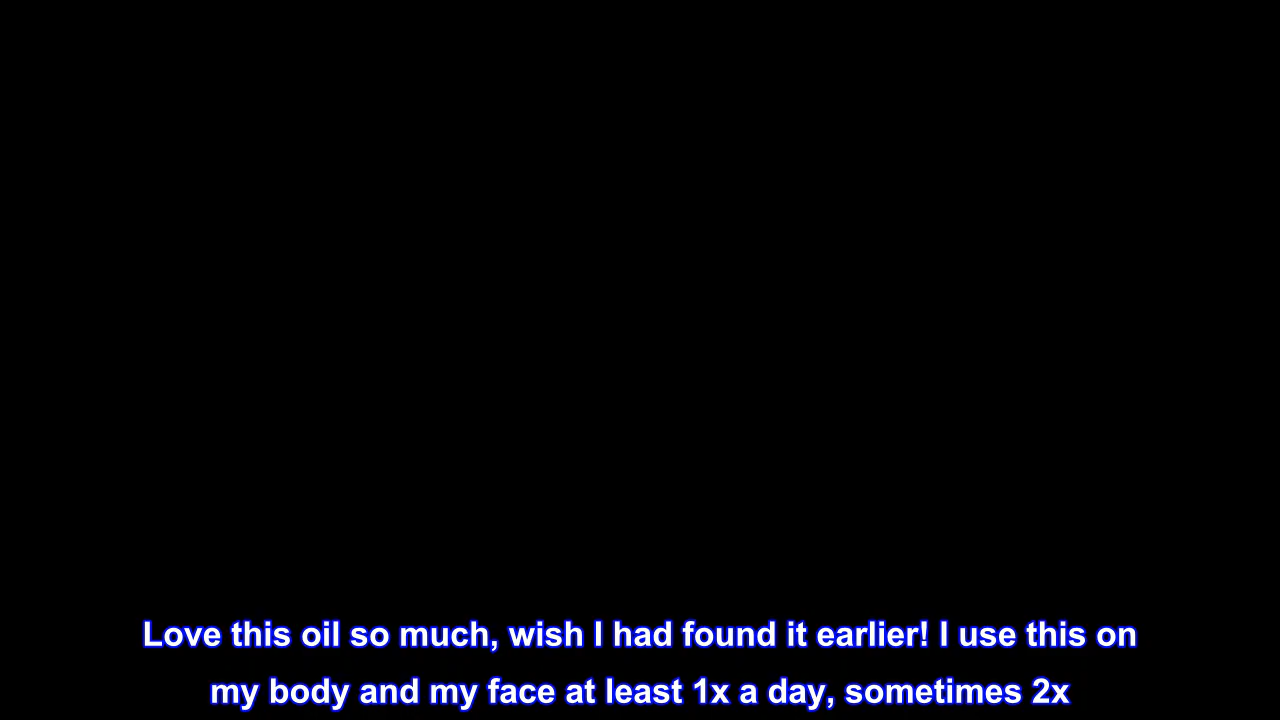 Love this oil so much, wish I had found it earlier! I use this on
my body and my face at least 1x a day, sometimes 2x